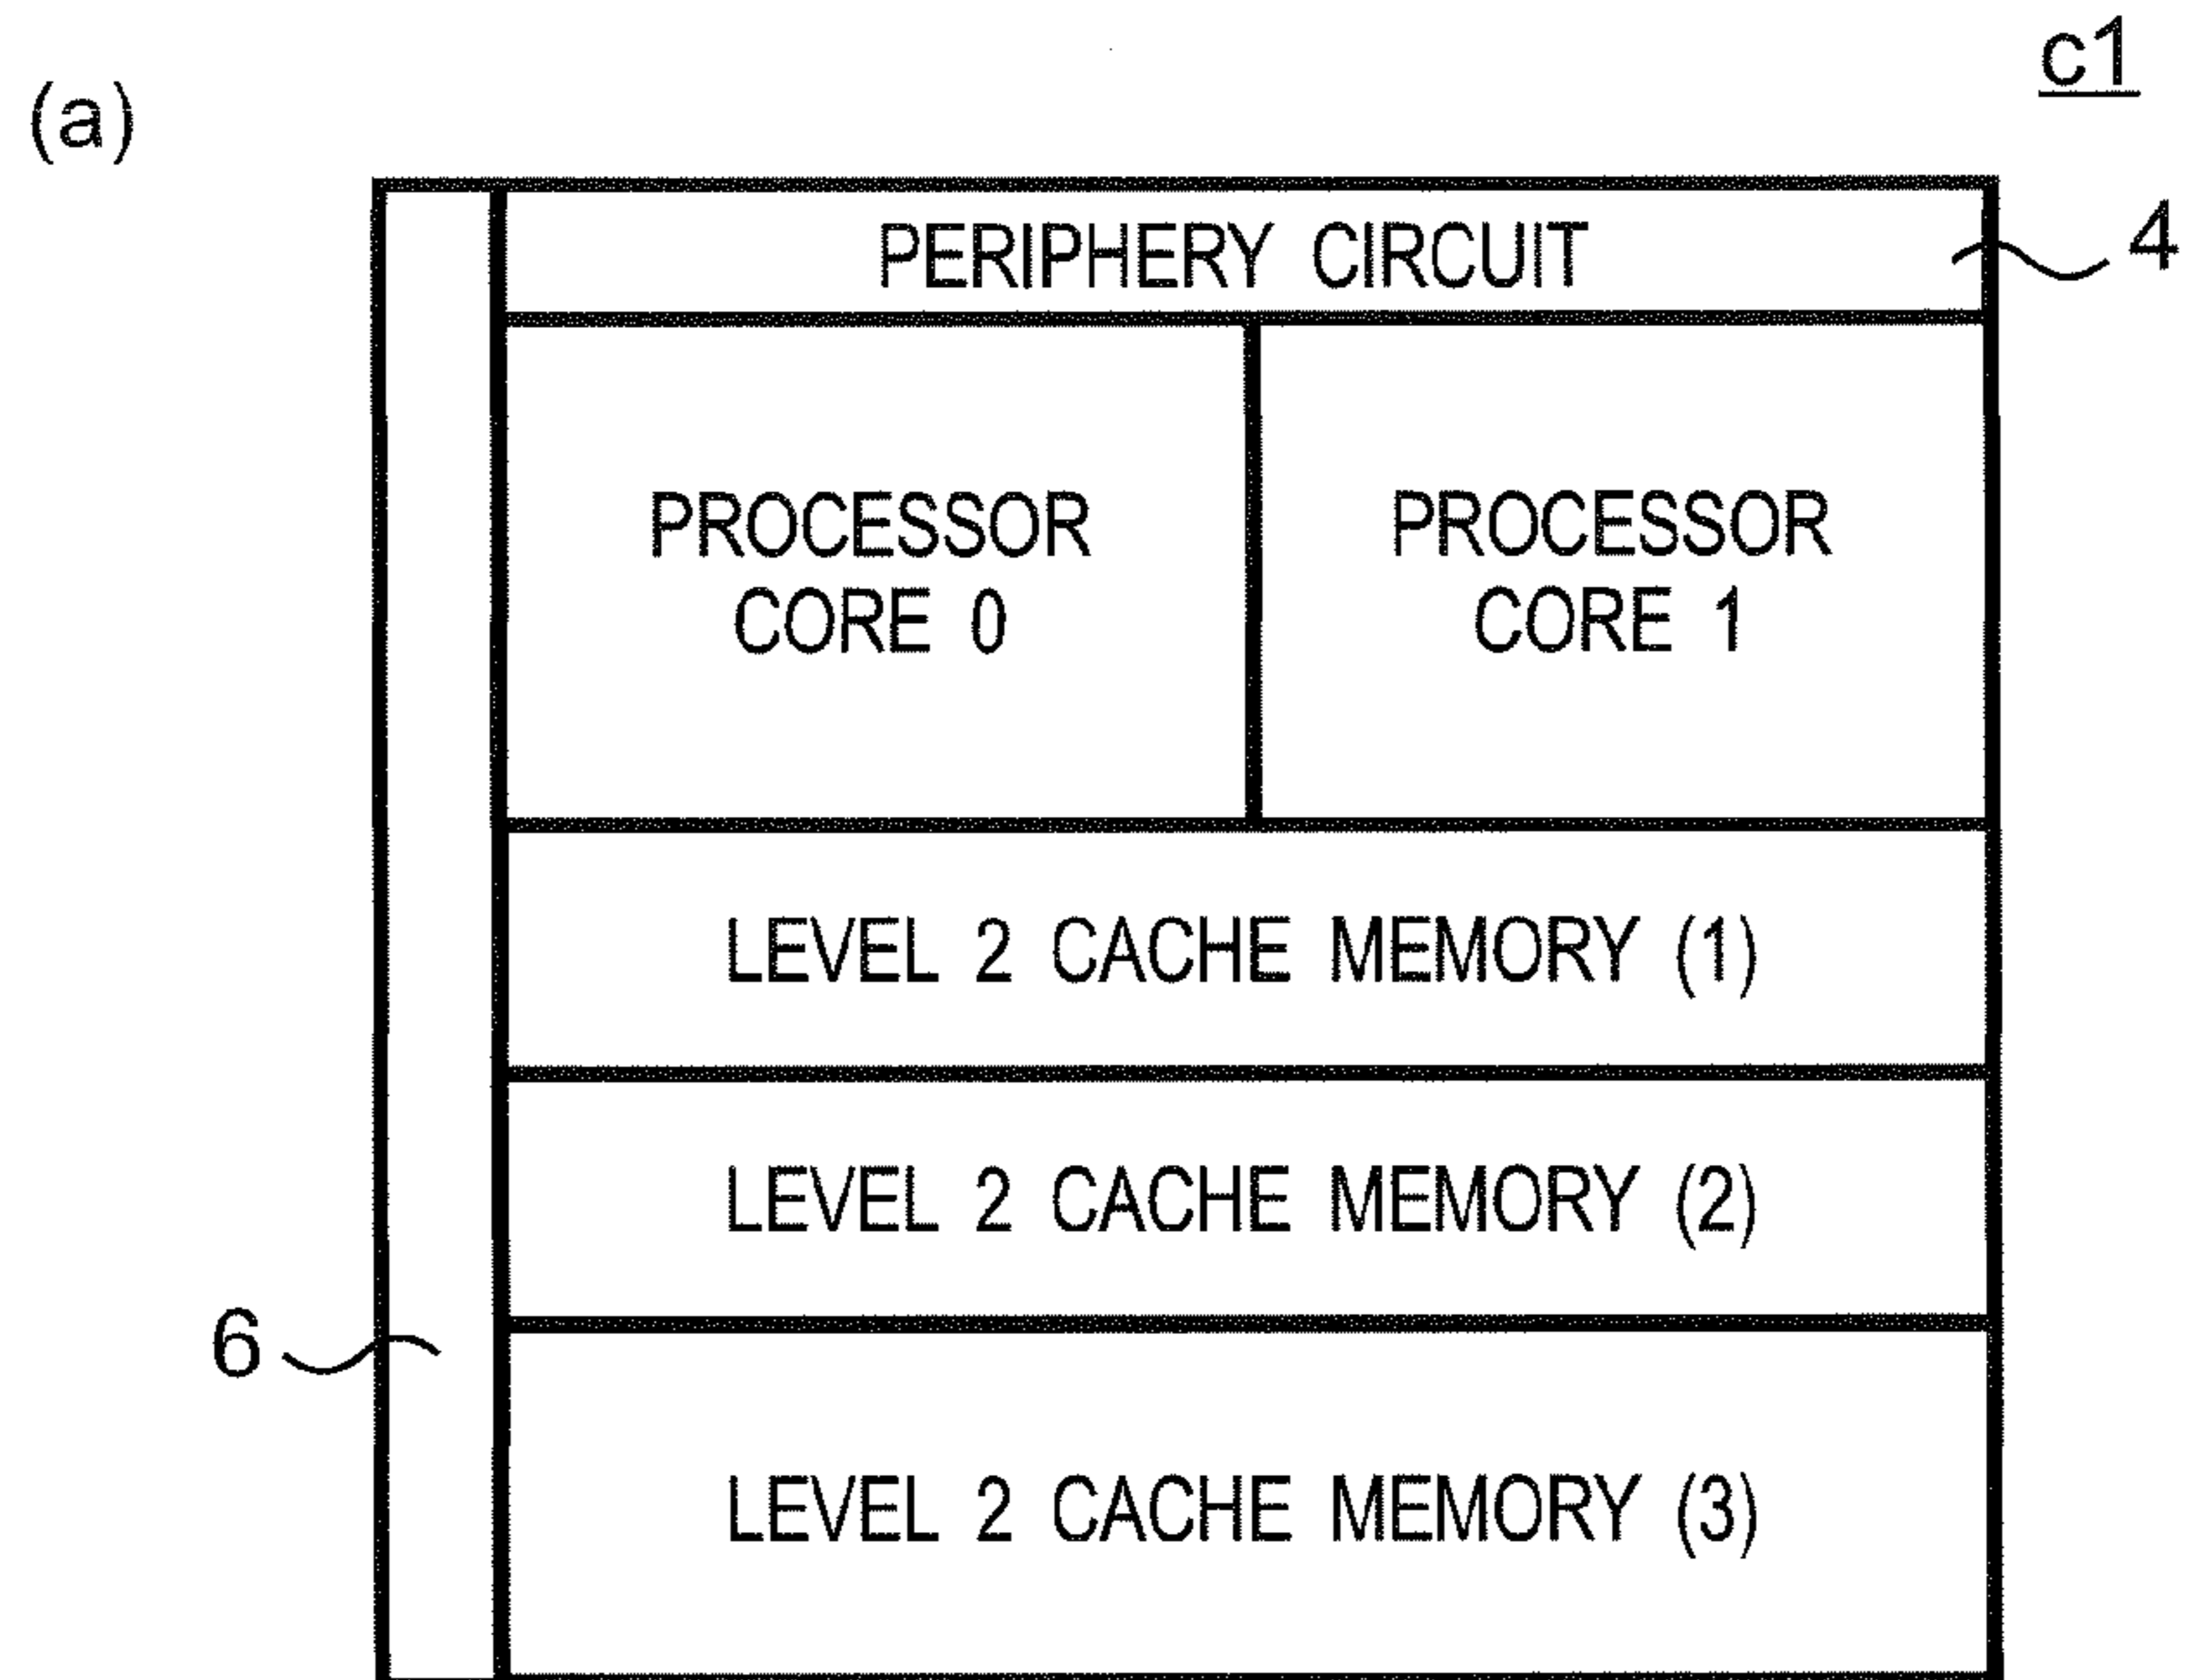 c1
(a)
PERIPHERY CIRCUIT
4
PROCESSOR
CORE 0
PROCESSOR
CORE 1
LEVEL 2 CACHE MEMORY (1)
LEVEL 2 CACHE MEMORY (2)
6
LEVEL 2 CACHE MEMORY (3)